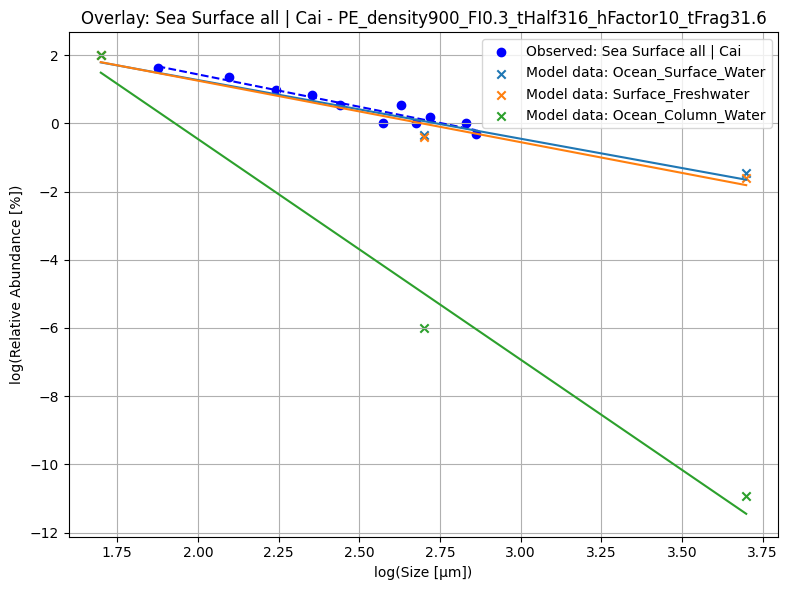 Overlay: Sea Surface all | Cai - PE_density900_FI0.3_tHalf316_hFactor10_tFrag31.6
Observed: Sea Surface all | Cai
Model data: Ocean_Surface_Water
Model data: Surface_Freshwater
Model data: Ocean_Column_Water
log(Relative Abundance [%])
2
0
−2
−4
−6
−8
−10
−12
1.75 2.00 2.25 2.50 2.75 3.00 3.25 3.50 3.75
log(Size [μm])